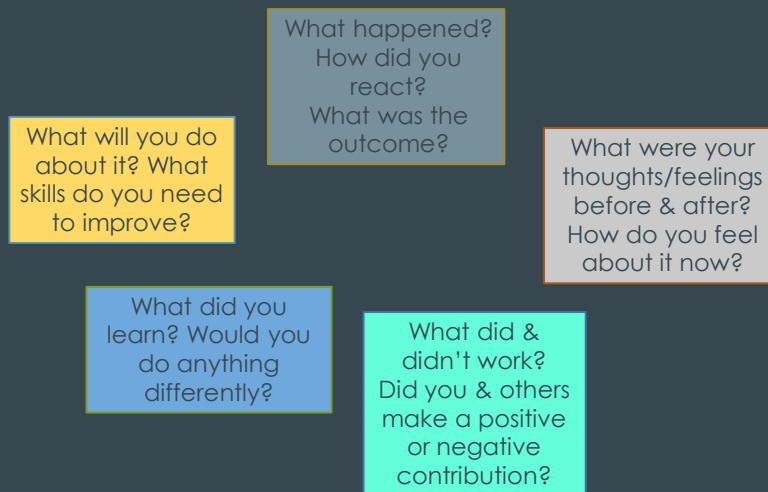 What happened?
How did you
react?
What was the
outcome?
What were your
thoughts/feelings
before & after?
How do you feel
about it now?
What did &
didn't work?
Did you & others
make a positive
or negative
contribution?
What did you
learn? Would you
do anything
differently?
What will you do
about it? What
skills do you need
to improve?